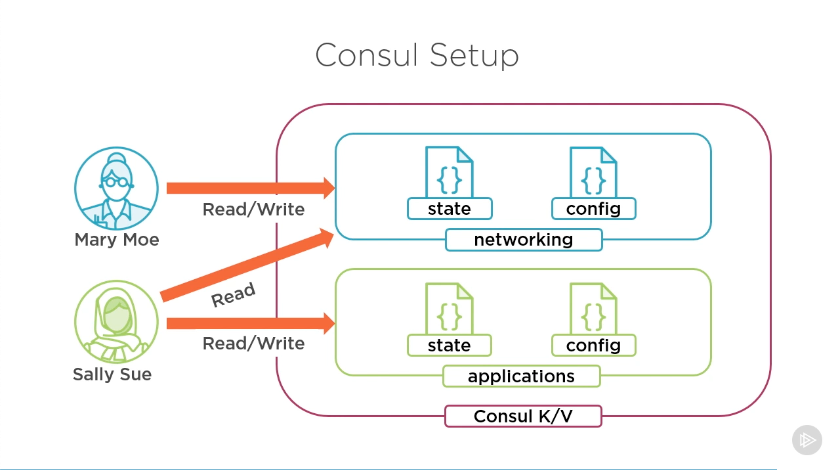 Consul Setup
Read/Write
Mary Moe
state
config
networking
Read
Read/Write
Sally Sue
state
config
applications
Consul K/V